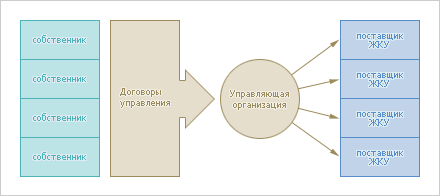 собственник
собственник
собственник
собственник
Договоры
управления
Управляющая
организация
поставщик
ЖКУ
поставщик
ЖКУ
поставщик
ЖКУ
поставщик
ЖКУ